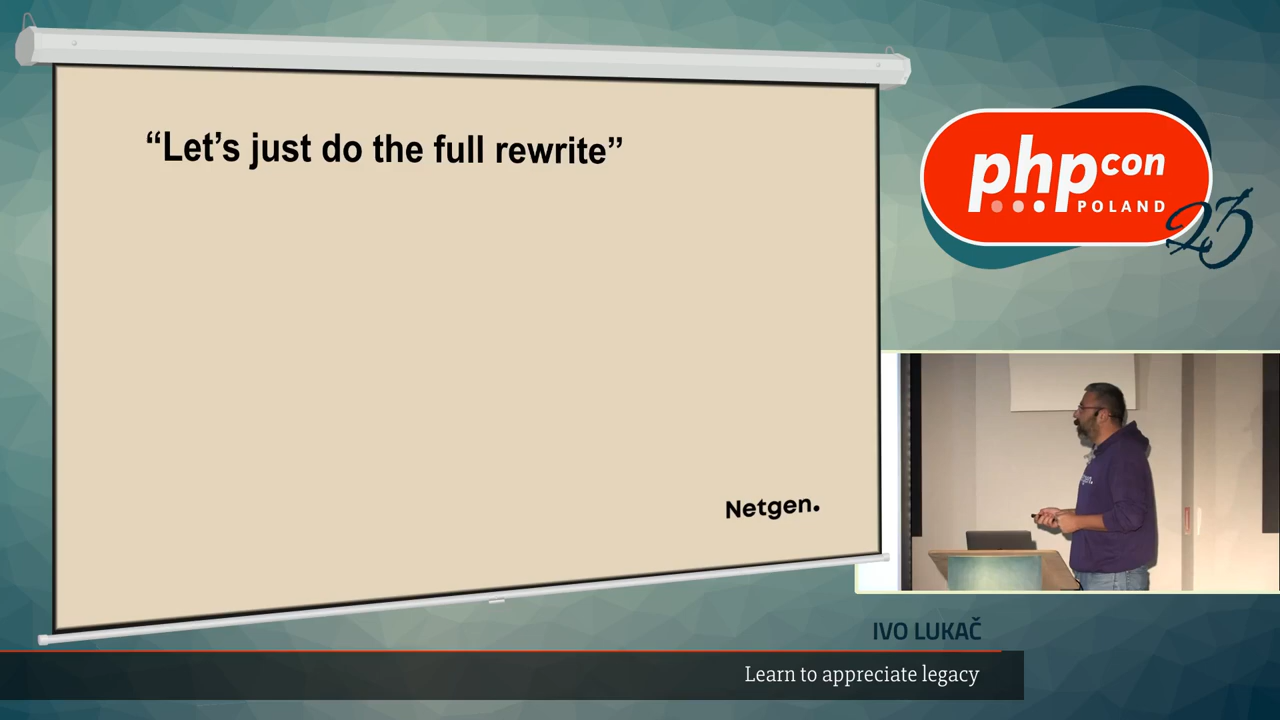 “Let’s just do the full rewrite”
Netgen.
phpcon
POLAND
23
IVO LUKAČ
Learn to appreciate legacy